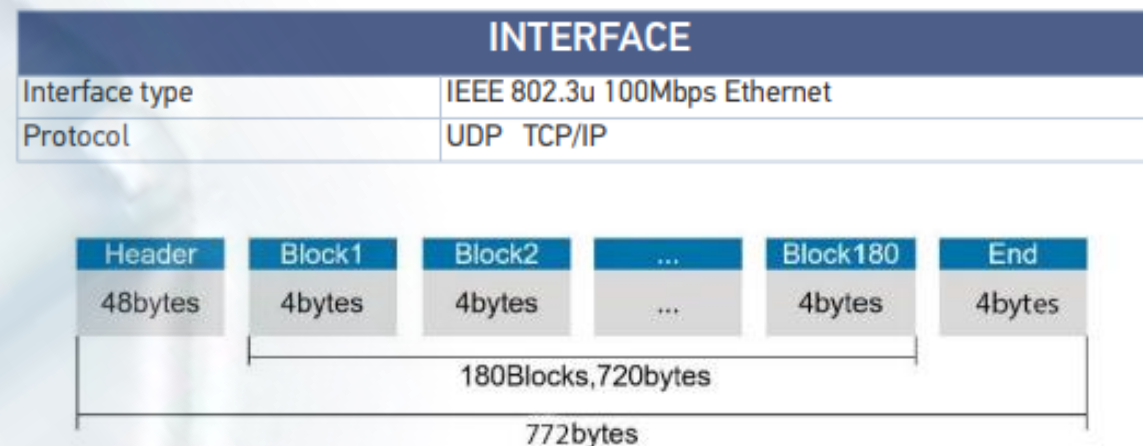 INTERFACE
Interface type IEEE 802.3u 100Mbps Ethernet
Protocol UDP TCP/IP
Header Block1 Block2 ... Block180 End
48bytes 4bytes 4bytes ... 4bytes 4bytes
180Blocks,720bytes
772bytes